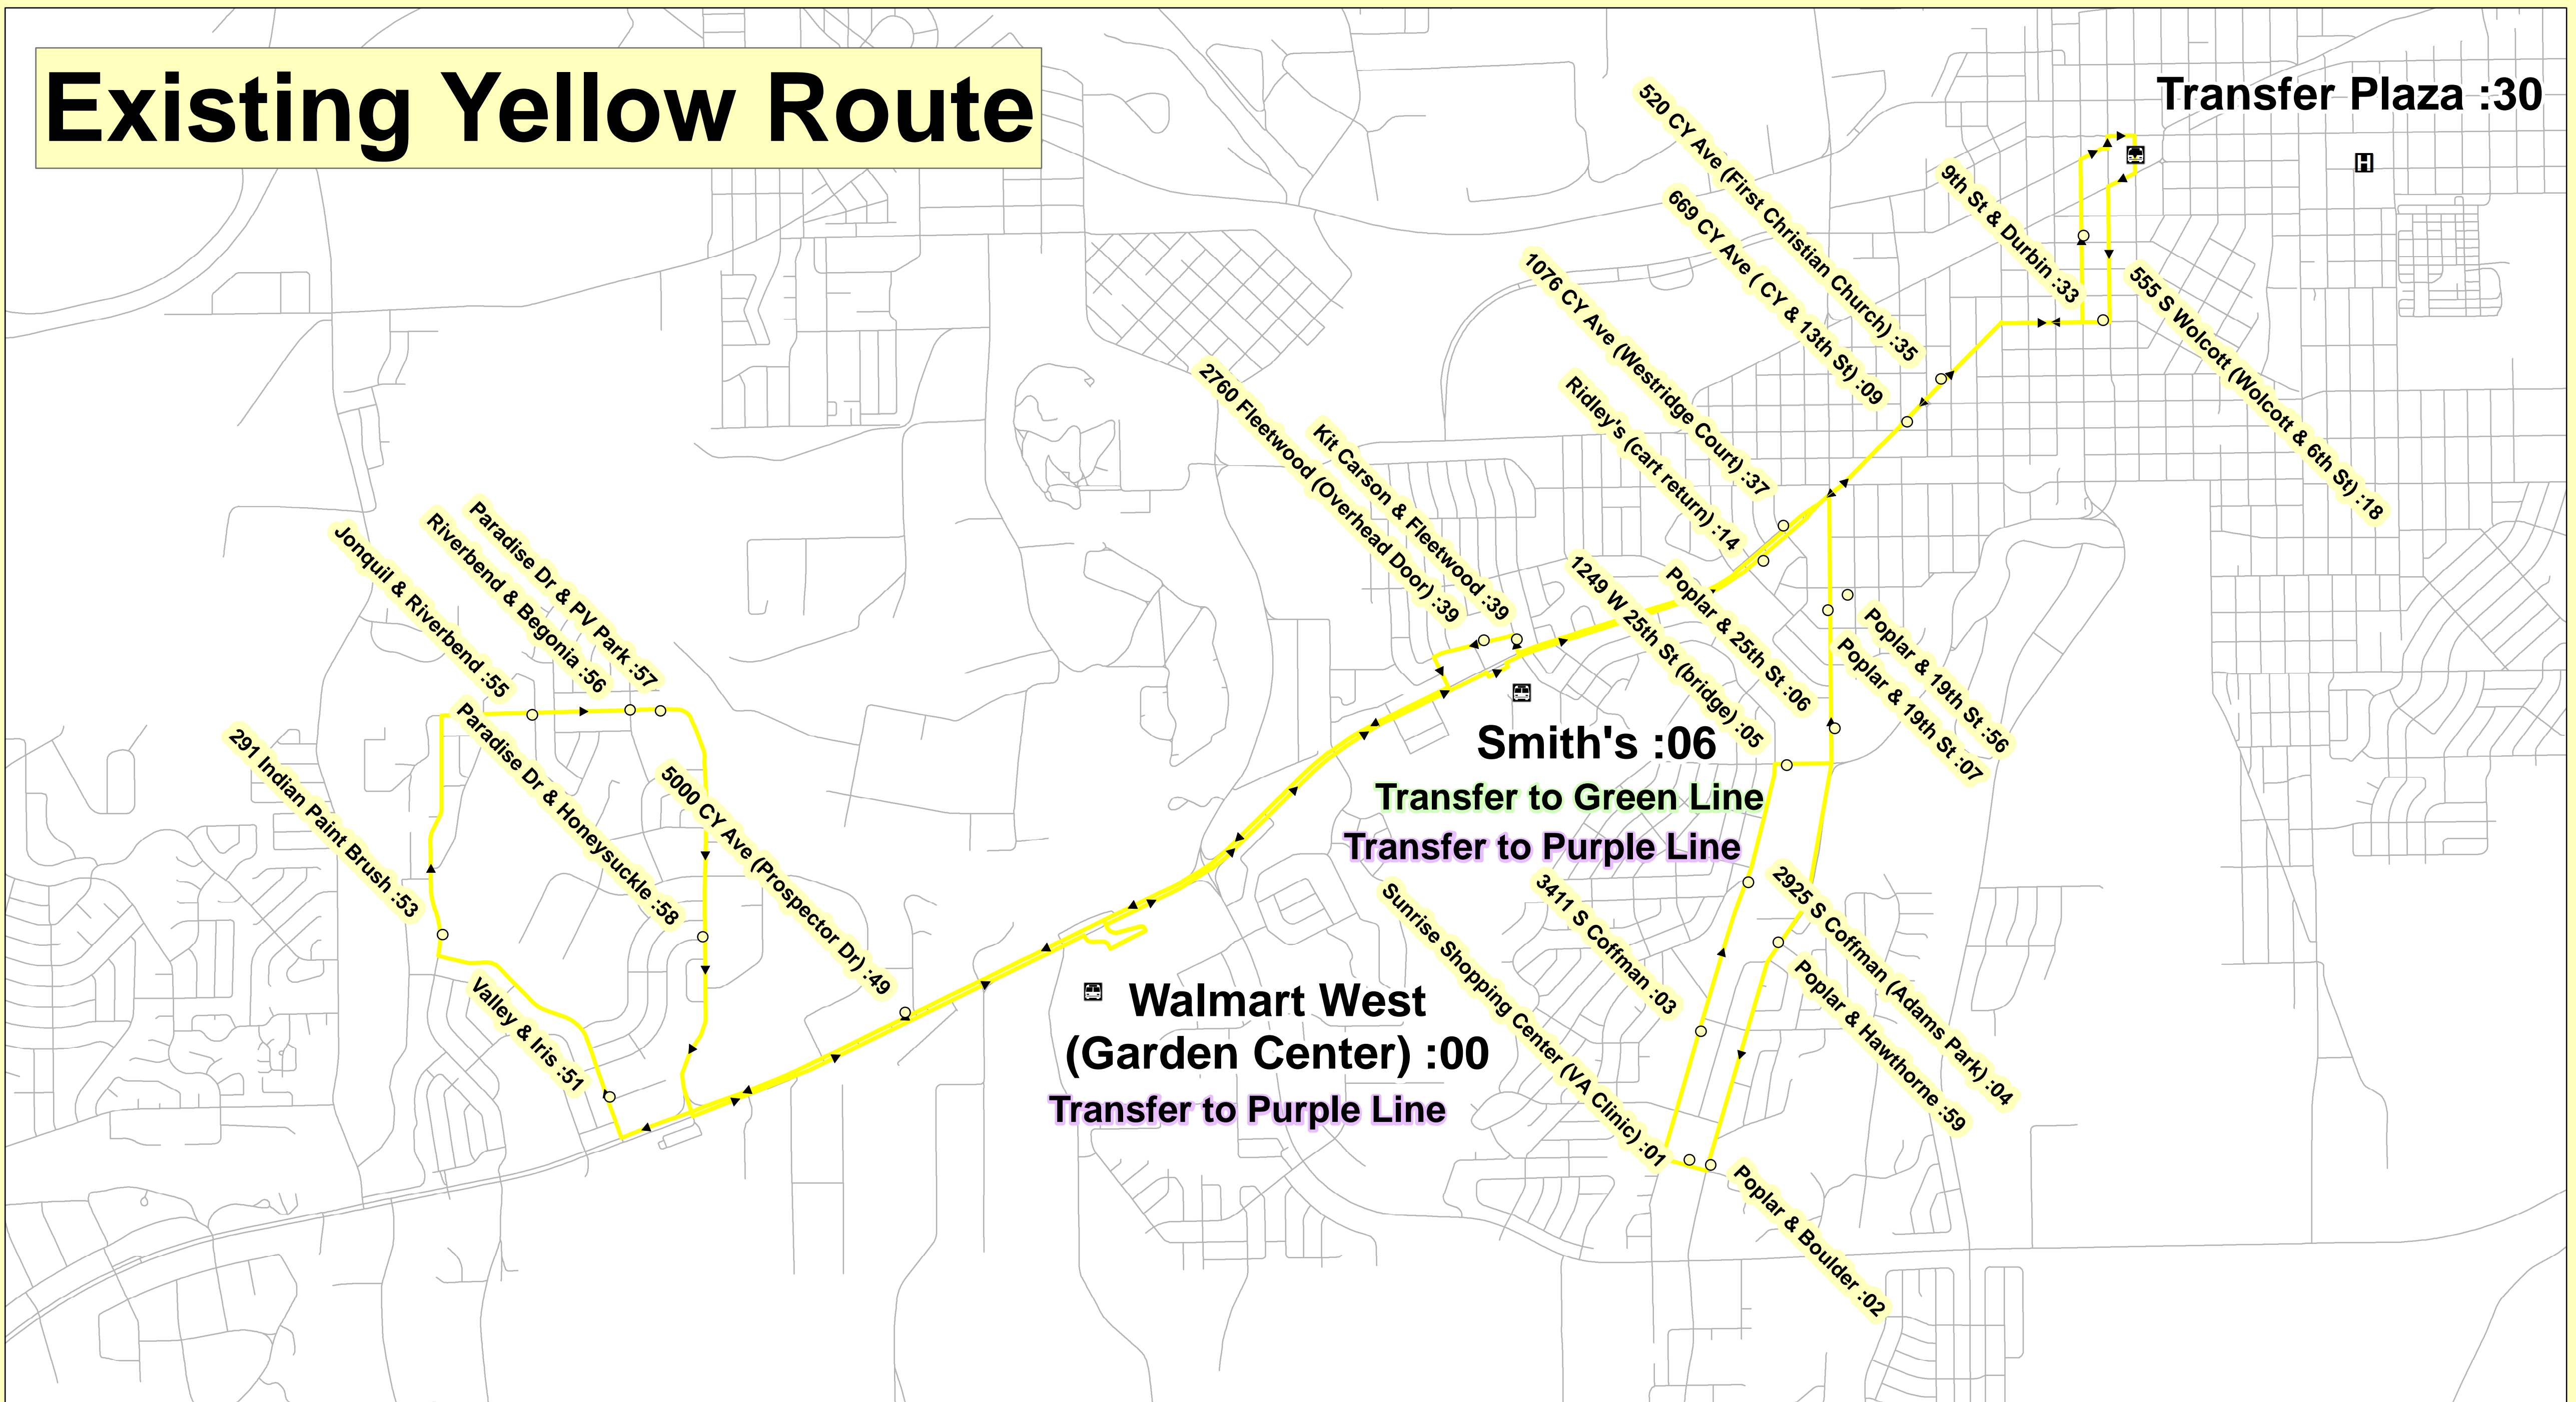 Existing Yellow Route
Transfer Plaza :30
H
520 CY Ave (First Christian Church) :35
669 CY Ave ( CY & 13th St) :09
9th St & Durbin :33
1076 CY Ave (Westridge Court) :37
555 S Wolcott (Wolcott & 6th St) :18
2760 Fleetwood (Overhead Door) :39
Kit Carson & Fleetwood :39
Ridley's (cart return) :14
Paradise Dr & PV Park :57
Riverbend & Begonia :56
Jonquil & Riverbend :55
1249 W 25th St (bridge) :05
Poplar & 25th St :06
Poplar & 19th St :56
Poplar & 19th St :07
291 Indian Paint Brush :53
Paradise Dr & Honeysuckle :58
5000 CY Ave (Prospector Dr) :49
Smith's :06
Transfer to Green Line
Transfer to Purple Line
Sunrise Shopping Center (VA Clinic) :01
3411 S Coffman :03
2925 S Coffman (Adams Park) :04
Poplar & Hawthorne :59
Valley & Iris :51
Walmart West
(Garden Center) :00
Transfer to Purple Line
Poplar & Boulder :02